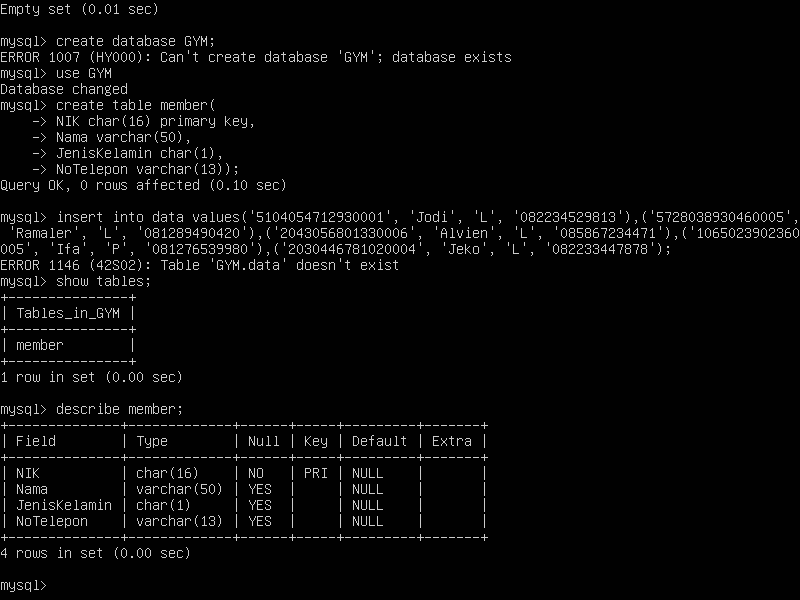 Empty set (0.01 sec)

mysql> create database GYM;
ERROR 1007 (HY000): Can't create database 'GYM'; database exists
mysql> use GYM
Database changed
mysql> create table member(
    -> NIK char(16) primary key,
    -> Nama varchar(50),
    -> JenisKelamin char(1),
    -> NoTelepon varchar(13));
Query OK, 0 rows affected (0.10 sec)

mysql> insert into data values('5104054712930001', 'Jodi', 'L', '082234529813'),('5728038930460005',
 'Ramaler', 'L', '081289490420'),('2043056801330006', 'Alvien', 'L', '085867234471'),('1065023902360
005', 'Ifa', 'P', '081276539980'),('2030446781020004', 'Jeko', 'L', '082233447878');
ERROR 1146 (42S02): Table 'GYM.data' doesn't exist
mysql> show tables;
+---------------+
| Tables_in_GYM |
+---------------+
| member        |
+---------------+
1 row in set (0.00 sec)

mysql> describe member;
+--------------+-------------+------+-----+---------+-------+
| Field        | Type        | Null | Key | Default | Extra |
+--------------+-------------+------+-----+---------+-------+
| NIK          | char(16)    | NO   | PRI | NULL    |       |
| Nama         | varchar(50) | YES  |     | NULL    |       |
| JenisKelamin | char(1)     | YES  |     | NULL    |       |
| NoTelepon    | varchar(13) | YES  |     | NULL    |       |
+--------------+-------------+------+-----+---------+-------+
4 rows in set (0.00 sec)

mysql>